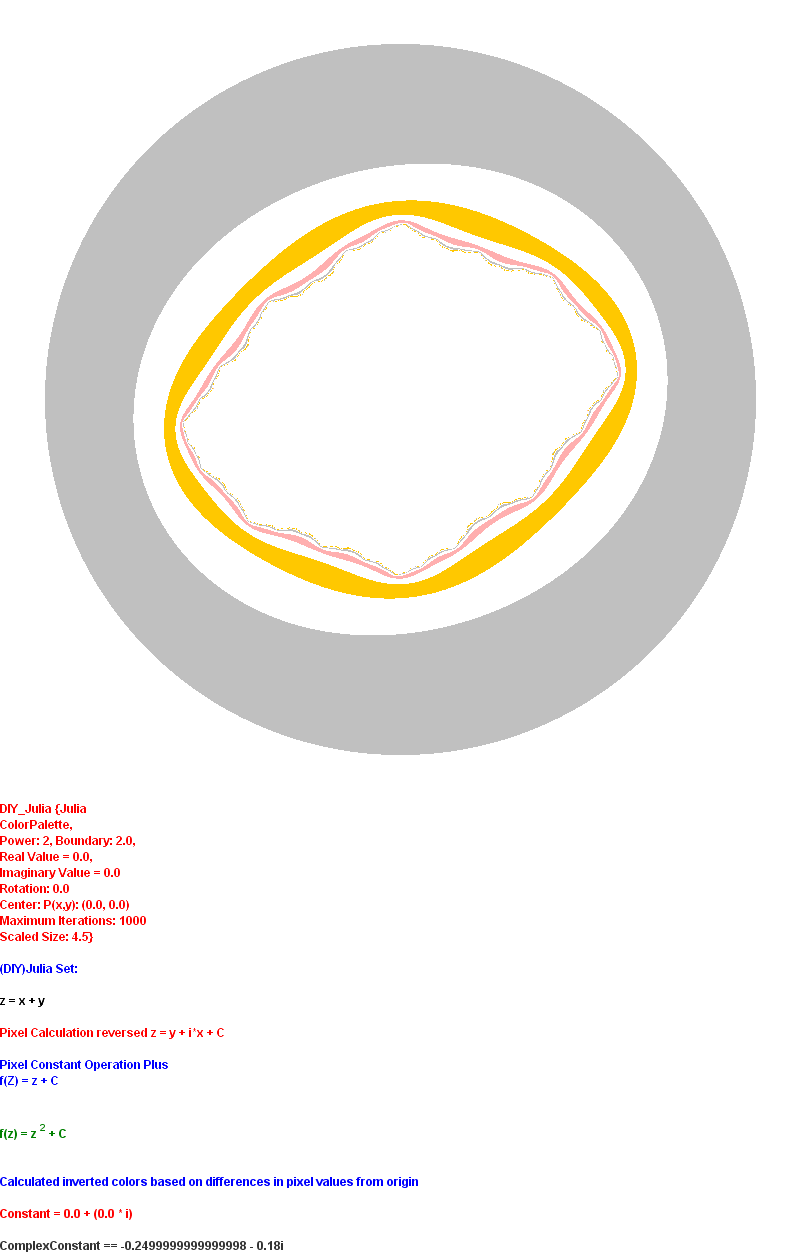 DIY_Julia {Julia
ColorPalette,
Power: 2, Boundary: 2.0,
Real Value = 0.0,
Imaginary Value = 0.0
Rotation: 0.0
Center: P(x,y): (0.0, 0.0)
Maximum Iterations: 1000
Scaled Size: 4.5}
(DIY)Julia Set:
z = x + y
Pixel Calculation reversed z = y + i*x + C
Pixel Constant Operation Plus
f(Z) = z + C
f(z) = z 2 + C
Calculated inverted colors based on differences in pixel values from origin
Constant = 0.0 + (0.0 * i)
ComplexConstant == -0.2499999999999998 - 0.18i